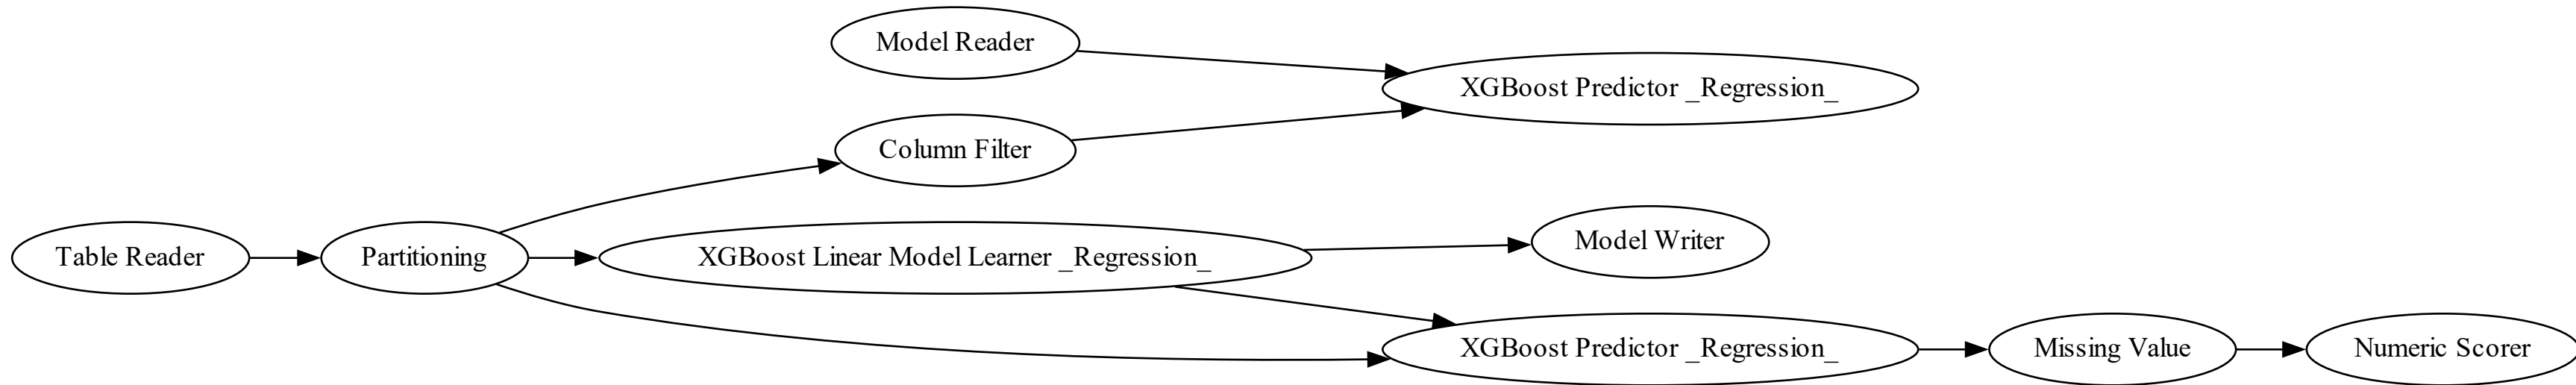 Model Reader
XGBoost Predictor _Regression_
Column Filter
Table Reader
Partitioning
XGBoost Linear Model Learner _Regression_
Model Writer
XGBoost Predictor _Regression_
Missing Value
Numeric Scorer